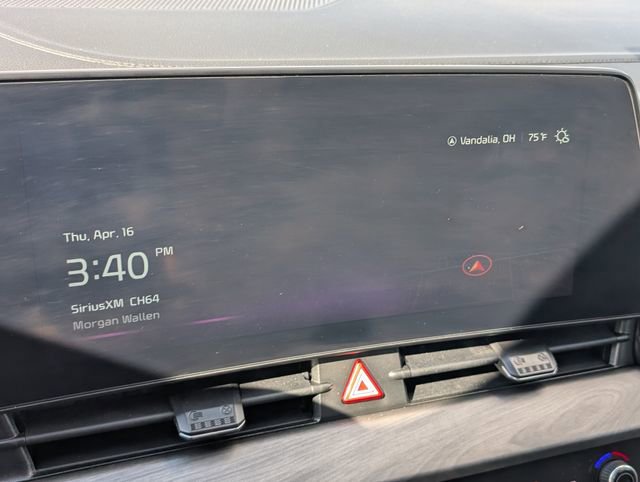 Vandalia, OH 75°F
Thu, Apr. 16
3:40 PM
SiriusXM CH64
Morgan Wallen